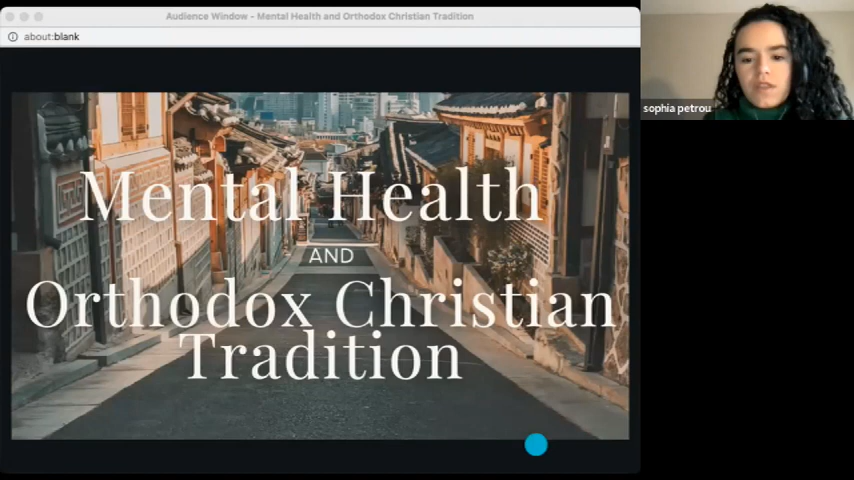 Audience Window - Mental Health and Orthodox Christian Tradition
about:blank
sophia petrou
Mental Health
AND
Orthodox Christian
Tradition